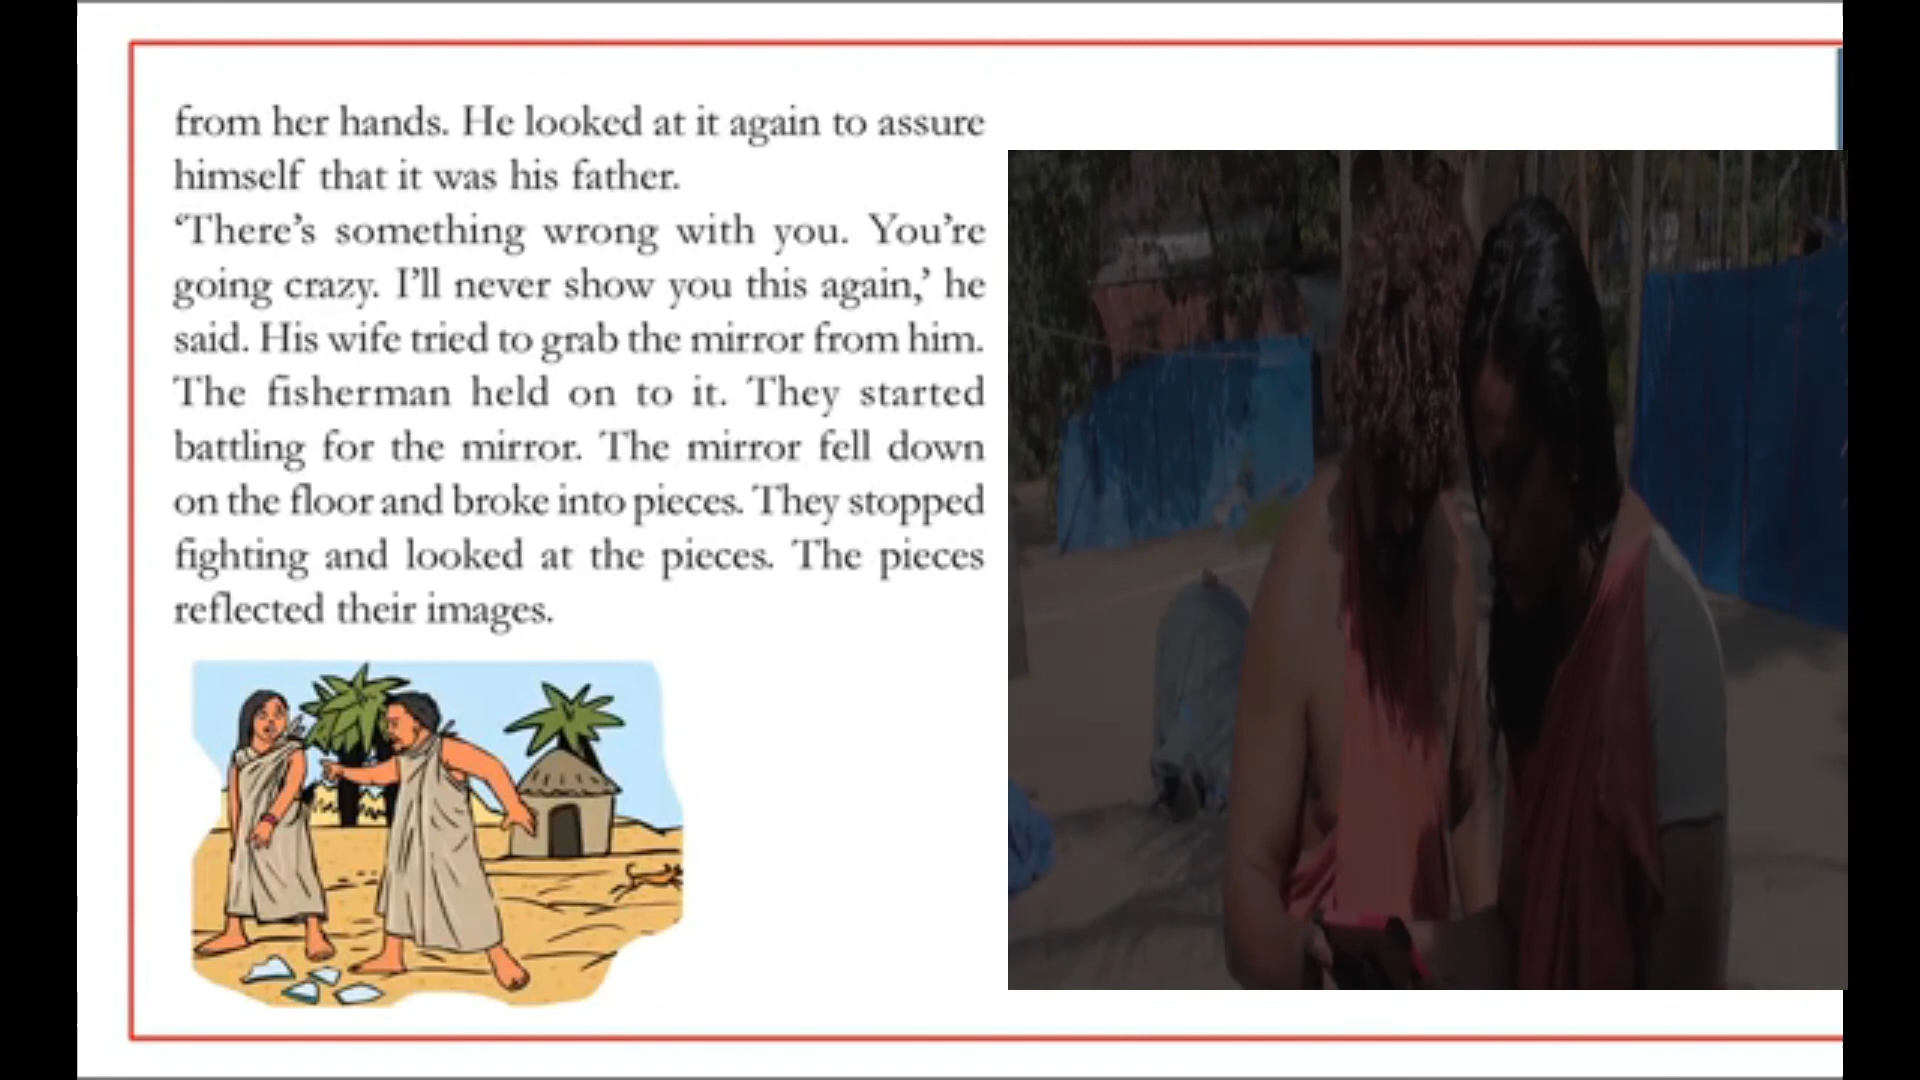 from her hands. He looked at it again to assure
himself that it was his father.
‘There’s something wrong with you. You’re
going crazy. I’ll never show you this again,’ he
said. His wife tried to grab the mirror from him.
The fisherman held on to it. They started
battling for the mirror. The mirror fell down
on the floor and broke into pieces. They stopped
fighting and looked at the pieces. The pieces
reflected their images.